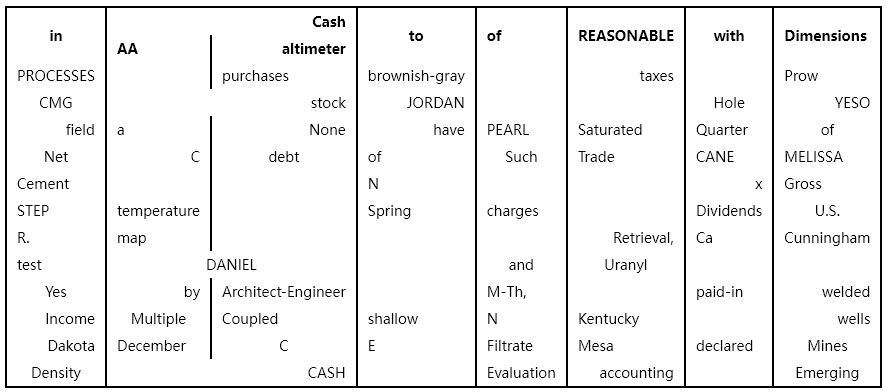 in Cash altimeter AA to of REASONABLE with Dimensions
PROCESSES purchases brownish-gray taxes Prow
CMG stock JORDAN Hole YESO
field a None have PEARL Saturated Quarter of
Net C debt of Such Trade CANE MELISSA
Cement N x Gross
STEP temperature Spring charges Dividends U.S.
R. map Retrieval, Ca Cunningham
test DANIEL and Uranyl
Yes by Architect-Engineer M-Th, paid-in welded
Income Multiple Coupled shallow N Kentucky wells
Dakota December C E Filtrate Mesa declared Mines
Density CASH Evaluation accounting Emerging